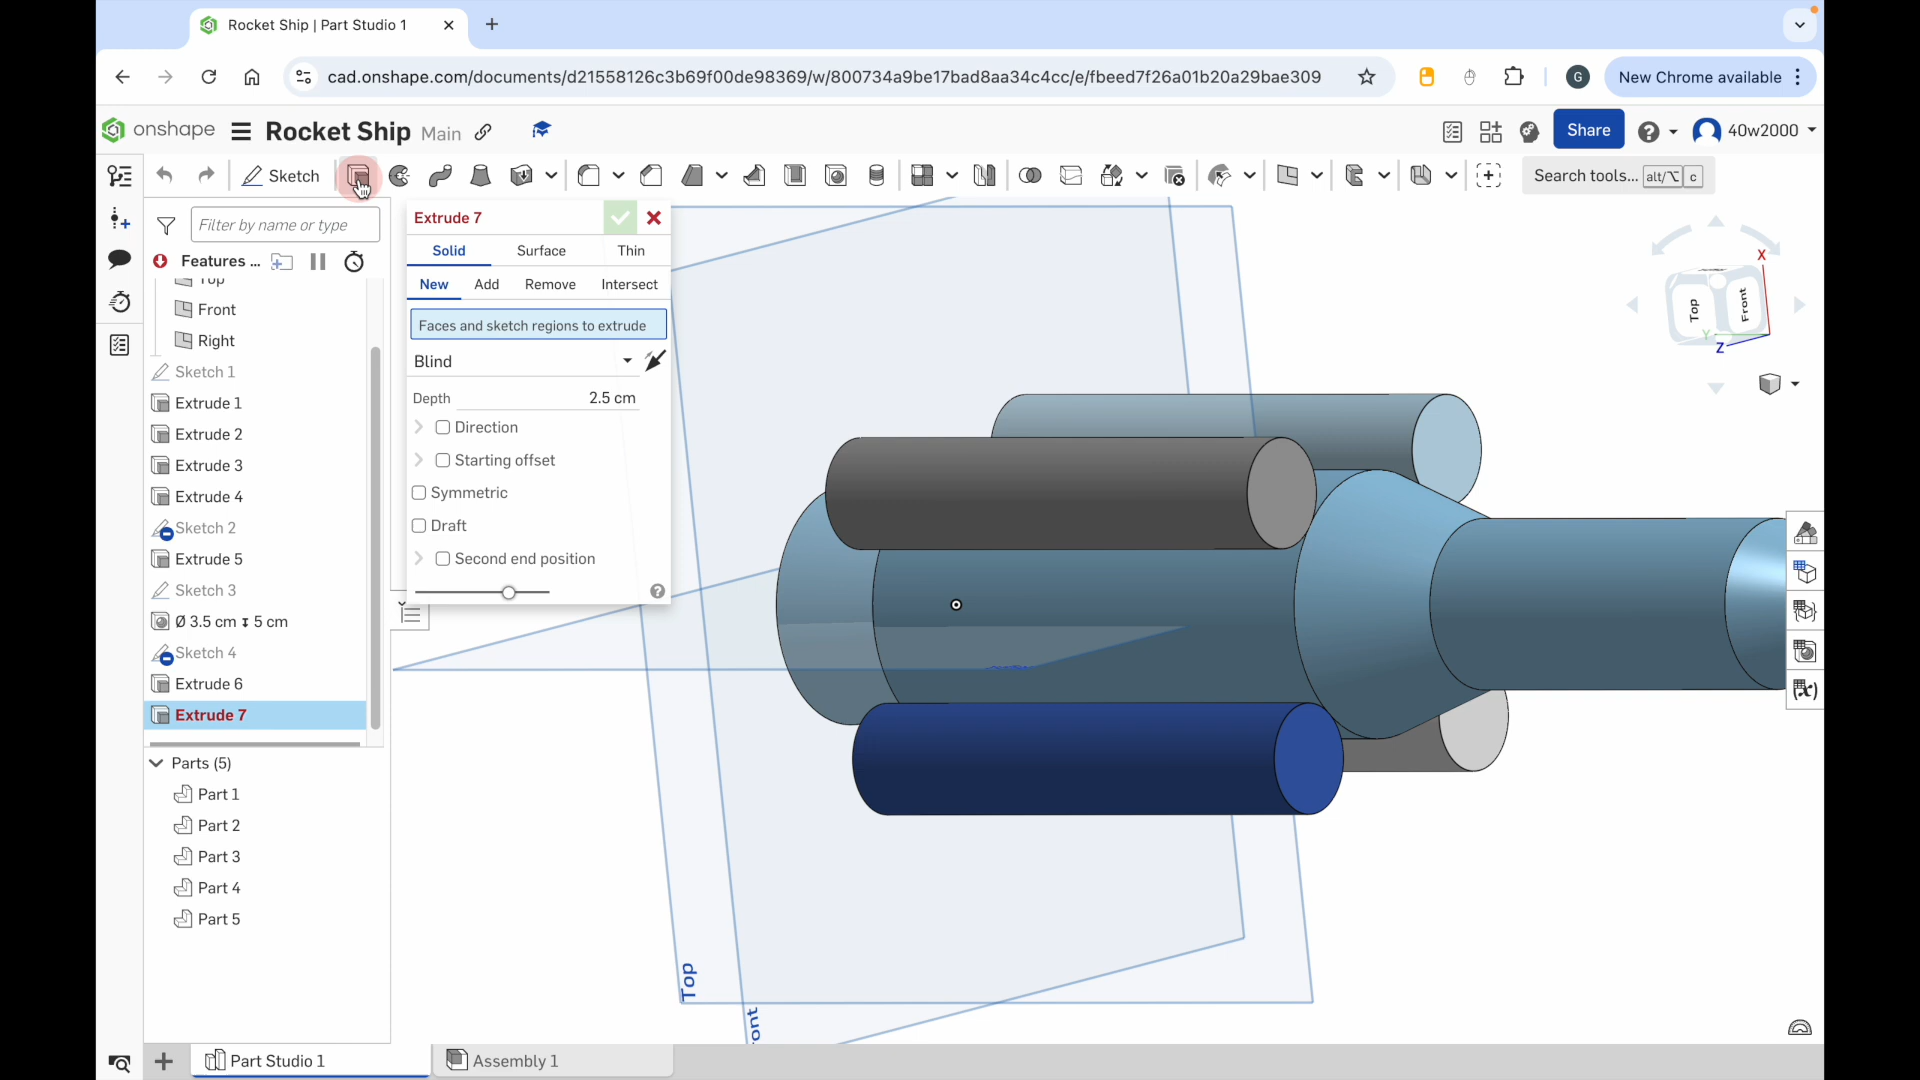 Rocket Ship | Part Studio 1
cad.onshape.com/documents/d21558126c3b69f00de98369/w/800734a9be17bad8aa34c4cc/e/fbeed7f26a01b20a29bae309
G
New Chrome available
onshape
Rocket Ship Main
Share
40w2000
Sketch
Search tools... alt/⌥ c
Filter by name or type
Features ...
Top
Front
Right
Sketch 1
Extrude 1
Extrude 2
Extrude 3
Extrude 4
Sketch 2
Extrude 5
Sketch 3
Ø 3.5 cm ↧ 5 cm
Sketch 4
Extrude 6
Extrude 7
Parts (5)
Part 1
Part 2
Part 3
Part 4
Part 5
Extrude 7
Solid Surface Thin
New Add Remove Intersect
Faces and sketch regions to extrude
Blind
Depth 2.5 cm
Direction
Starting offset
Symmetric
Draft
Second end position
Top
ont
X
Top
Front
Y
Z
(x)
Part Studio 1
Assembly 1